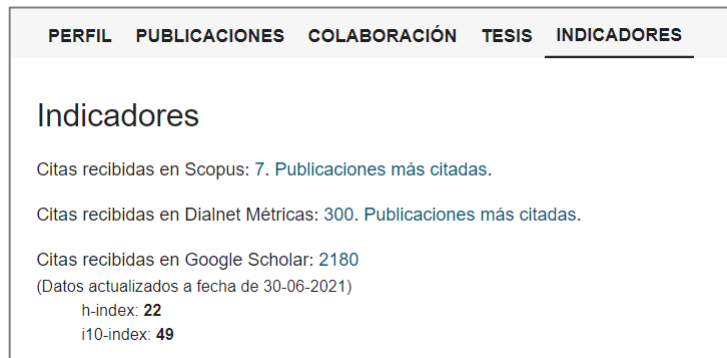 PERFIL PUBLICACIONES COLABORACIÓN TESIS INDICADORES
Indicadores
Citas recibidas en Scopus: 7. Publicaciones más citadas.
Citas recibidas en Dialnet Métricas: 300. Publicaciones más citadas.
Citas recibidas en Google Scholar: 2180
(Datos actualizados a fecha de 30-06-2021)
h-index: 22
i10-index: 49